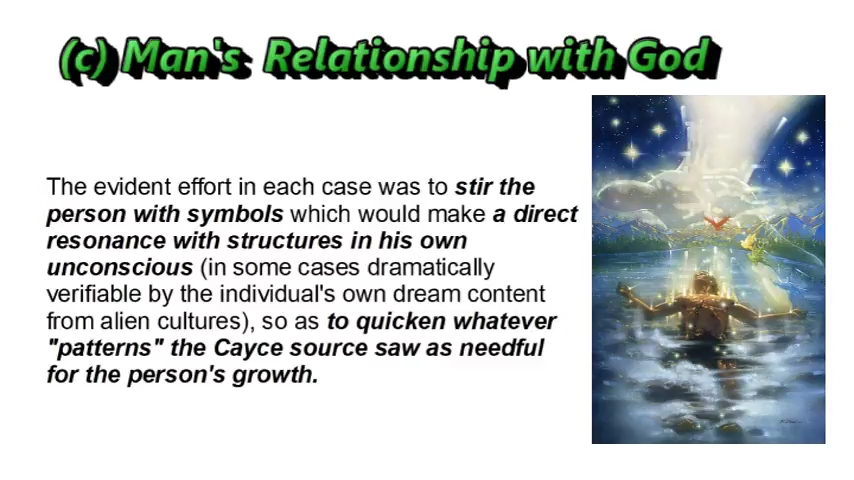 (c) Man's Relationship with God
The evident effort in each case was to stir the
person with symbols which would make a direct
resonance with structures in his own
unconscious (in some cases dramatically
verifiable by the individual's own dream content
from alien cultures), so as to quicken whatever
"patterns" the Cayce source saw as needful
for the person's growth.